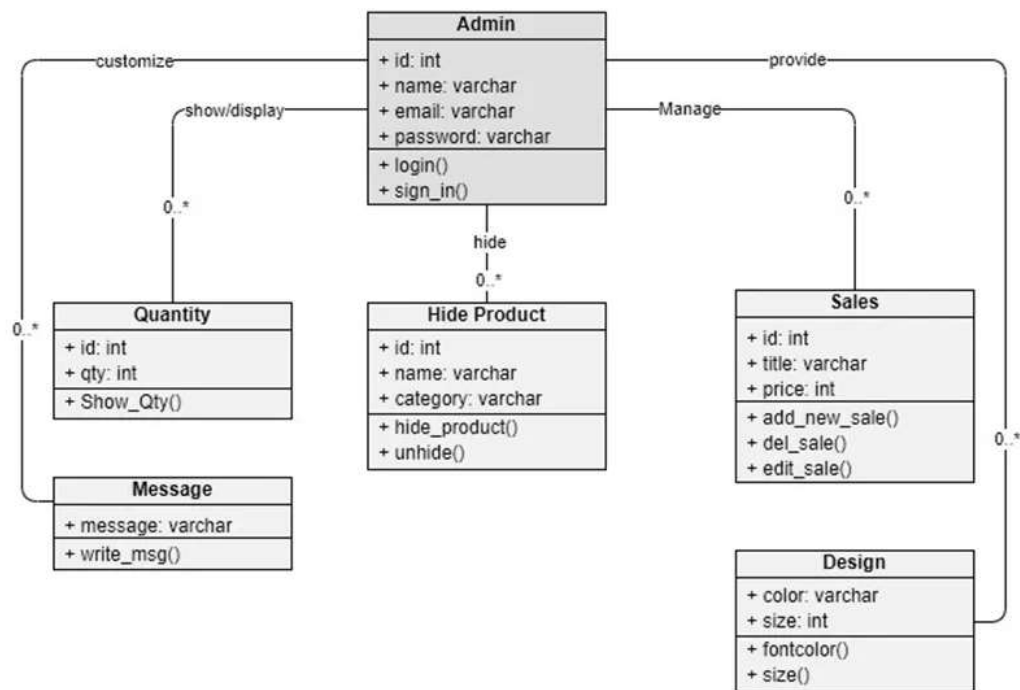 Admin
+ id: int
+ name: varchar
+ email: varchar
+ password: varchar
+ login()
+ sign_in()
customize
show/display
provide
Manage
hide
0..*
0..*
0..*
0..*
0..*
Quantity
+ id: int
+ qty: int
+ Show_Qty()
Hide Product
+ id: int
+ name: varchar
+ category: varchar
+ hide_product()
+ unhide()
Sales
+ id: int
+ title: varchar
+ price: int
+ add_new_sale()
+ del_sale()
+ edit_sale()
Message
+ message: varchar
+ write_msg()
Design
+ color: varchar
+ size: int
+ fontcolor()
+ size()